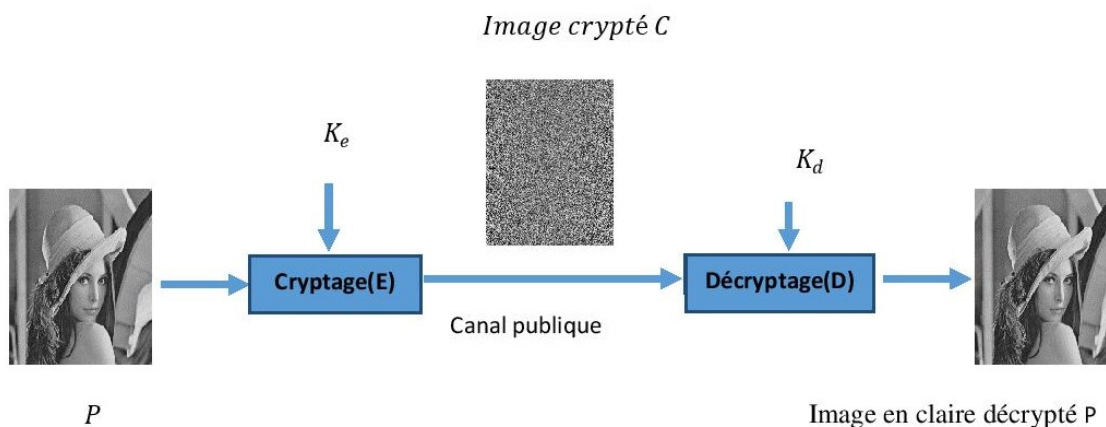 Image crypté C
K_e
K_d
Cryptage(E)
Décryptage(D)
Canal publique
P
Image en claire décrypté P